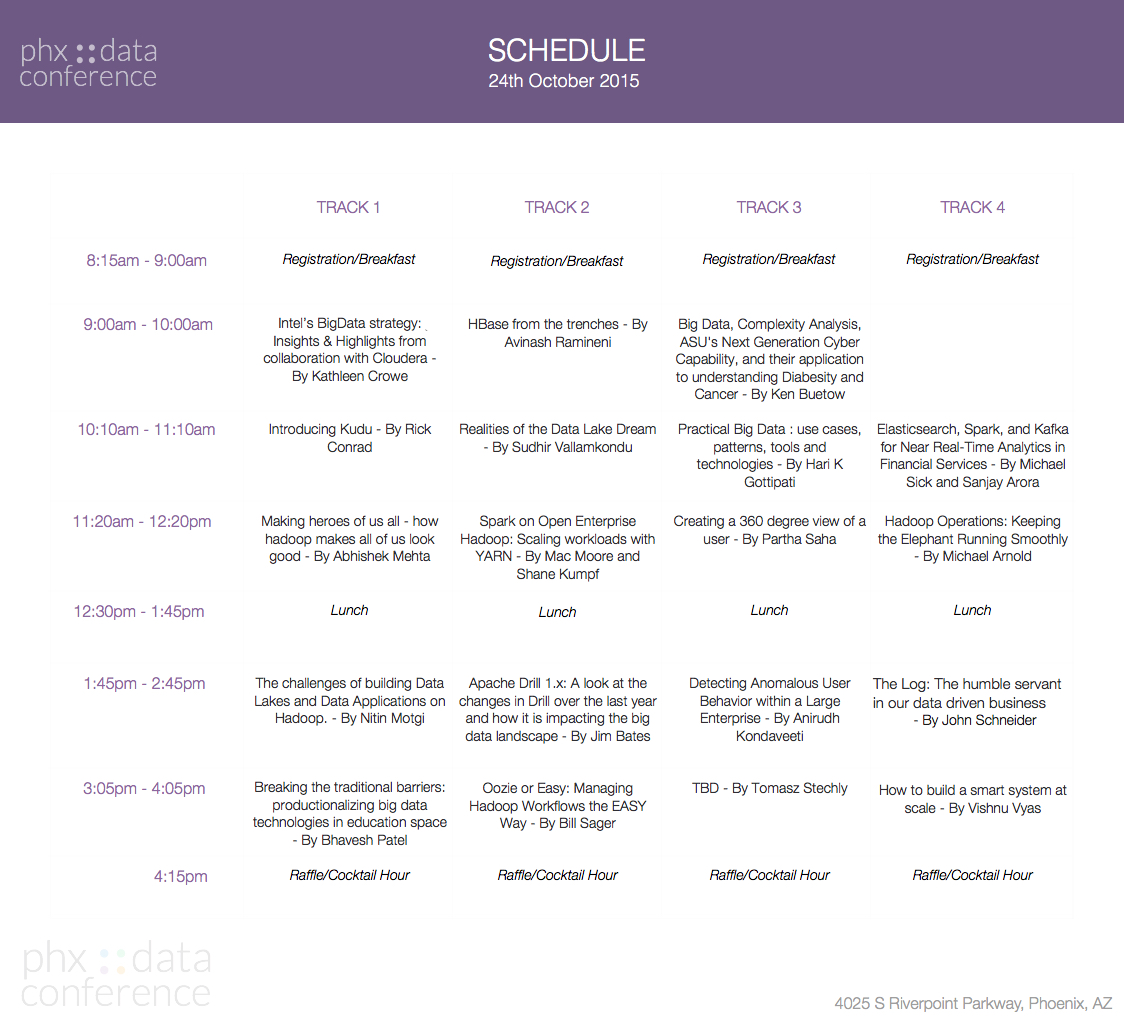 phx :: data
conference
SCHEDULE
24th October 2015
TRACK 1
TRACK 2
TRACK 3
TRACK 4
8:15am - 9:00am
Registration/Breakfast
Registration/Breakfast
Registration/Breakfast
Registration/Breakfast
9:00am - 10:00am
Intel's BigData strategy:
Insights & Highlights from
collaboration with Cloudera -
By Kathleen Crowe
HBase from the trenches - By
Avinash Ramineni
Big Data, Complexity Analysis,
ASU's Next Generation Cyber
Capability, and their application
to understanding Diabesity and
Cancer - By Ken Buetow
10:10am - 11:10am
Introducing Kudu - By Rick
Conrad
Realities of the Data Lake Dream
- By Sudhir Vallamkondu
Practical Big Data : use cases,
patterns, tools and
technologies - By Hari K
Gottipati
Elasticsearch, Spark, and Kafka
for Near Real-Time Analytics in
Financial Services - By Michael
Sick and Sanjay Arora
11:20am - 12:20pm
Making heroes of us all - how
hadoop makes all of us look
good - By Abhishek Mehta
Spark on Open Enterprise
Hadoop: Scaling workloads with
YARN - By Mac Moore and
Shane Kumpf
Creating a 360 degree view of a
user - By Partha Saha
Hadoop Operations: Keeping
the Elephant Running Smoothly
- By Michael Arnold
12:30pm - 1:45pm
Lunch
Lunch
Lunch
Lunch
1:45pm - 2:45pm
The challenges of building Data
Lakes and Data Applications on
Hadoop. - By Nitin Motgi
Apache Drill 1.x: A look at the
changes in Drill over the last year
and how it is impacting the big
data landscape - By Jim Bates
Detecting Anomalous User
Behavior within a Large
Enterprise - By Anirudh
Kondaveeti
The Log: The humble servant
in our data driven business
- By John Schneider
3:05pm - 4:05pm
Breaking the traditional barriers:
productionalizing big data
technologies in education space
- By Bhavesh Patel
Oozie or Easy: Managing
Hadoop Workflows the EASY
Way - By Bill Sager
TBD - By Tomasz Stechly
How to build a smart system at
scale - By Vishnu Vyas
4:15pm
Raffle/Cocktail Hour
Raffle/Cocktail Hour
Raffle/Cocktail Hour
Raffle/Cocktail Hour
phx :: data
conference
4025 S Riverpoint Parkway, Phoenix, AZ